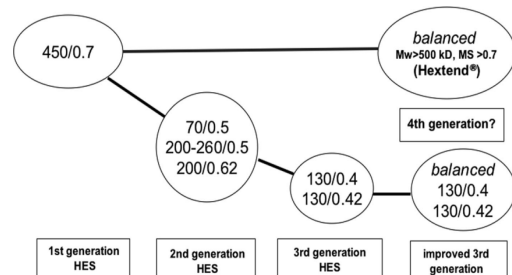 450/0.7
balanced
Mw>500 kD, MS >0.7
(Hextend®)
4th generation?
70/0.5
200-260/0.5
200/0.62
130/0.4
130/0.42
balanced
130/0.4
130/0.42
1st generation
HES
2nd generation
HES
3rd generation
HES
improved 3rd
generation